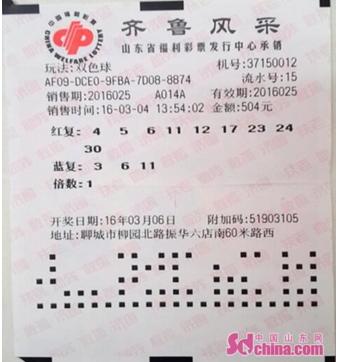 中国福利彩票
CHINA WELFARE LOTTERY
齐鲁风采
山东省福利彩票发行中心承销
玩法:双色球 机号:37150012
AF09-DCE0-9FBA-7D08-8874 流水号:15
销售期:2016025 A014A 有效期:2016025
销售时间:16-03-04 13:54:02 金额:504元
红复: 4 5 6 11 12 17 23 24
30
蓝复: 3 6 11
倍数:1
开奖日期:16年03月06日 附加码:51903105
地址:聊城市柳园北路振华六店南60米路西
中国山东网
Sdchina.com